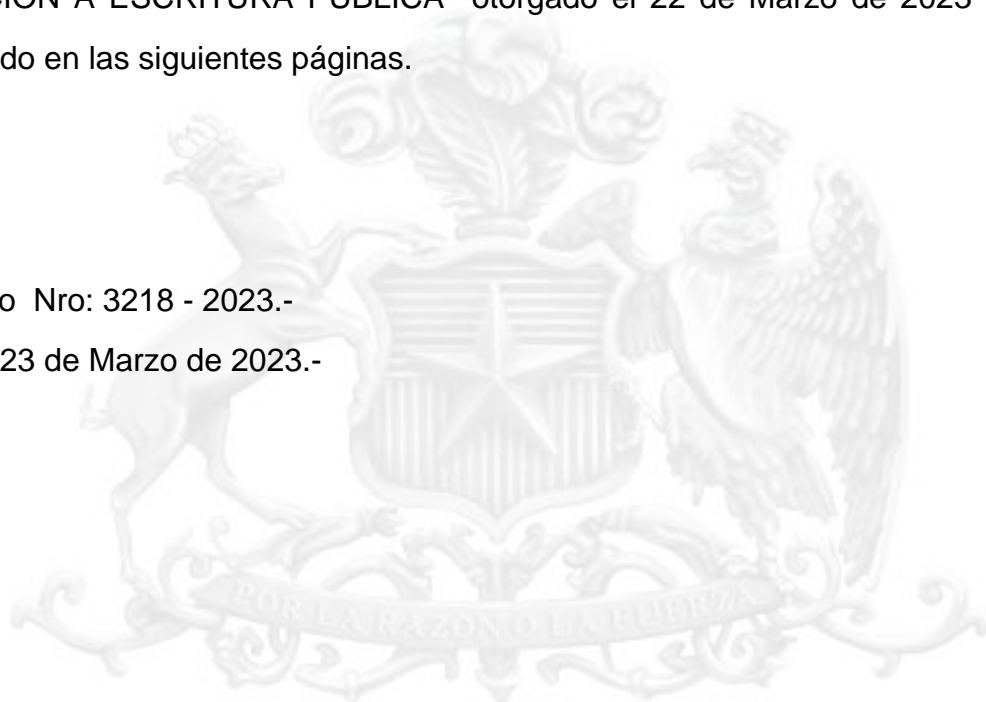 CION A ESCRITURA PUBLICA" otorgado el 22 de Marzo de 2023
do en las siguientes páginas.
o Nro: 3218 - 2023.-
23 de Marzo de 2023.-
POR LA RAZON O LA FUERZA